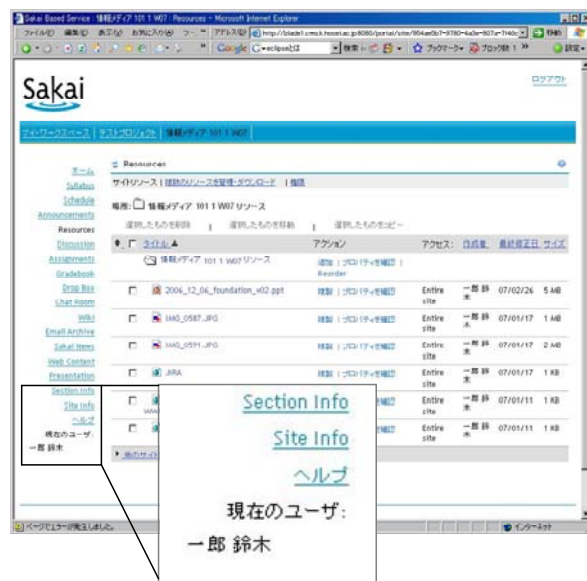 Sakai Based Service : 情報メディア 101 1 W07 : Resources - Microsoft Internet Explorer
Google
Sakai
ログアウト
マイワークスペース | テストプロジェクト | 情報メディア 101 1 W07
ホーム
Syllabus
Schedule
Announcements
Resources
Discussion
Assignments
Gradebook
Drop Box
Chat Room
Wiki
Email Archive
Sakai News
Web Content
Presentation
Section Info
Site Info
ヘルプ
現在のユーザ:
一郎 鈴木
Resources
サイトリソース | 複数のリソースを管理・ダウンロード | 権限
場所: 情報メディア 101 1 W07 リソース
選択したものを削除 | 選択したものを移動 | 選択したものをコピー
タイトル アクション アクセス: 作成者 最終修正日 サイズ
情報メディア 101 1 W07 リソース 追加 | プロパティを確認 |
Reorder
2006_12_06_foundation_v02.ppt 複製 | プロパティを確認 Entire site 一郎 鈴木 07/02/26 5 MB
IMG_0587.JPG 複製 | プロパティを確認 Entire site 一郎 鈴木 07/01/17 1 MB
IMG_0591.JPG 複製 | プロパティを確認 Entire site 一郎 鈴木 07/01/17 2 MB
JIRA 複製 | プロパティを確認 Entire site 一郎 鈴木 07/01/17 1 KB
Entire site 一郎 鈴木 07/01/11 1 KB
Entire site 一郎 鈴木 07/01/11 1 KB
Section Info
Site Info
ヘルプ
現在のユーザ:
一郎 鈴木
ページでエラーが発生しました。
インターネット